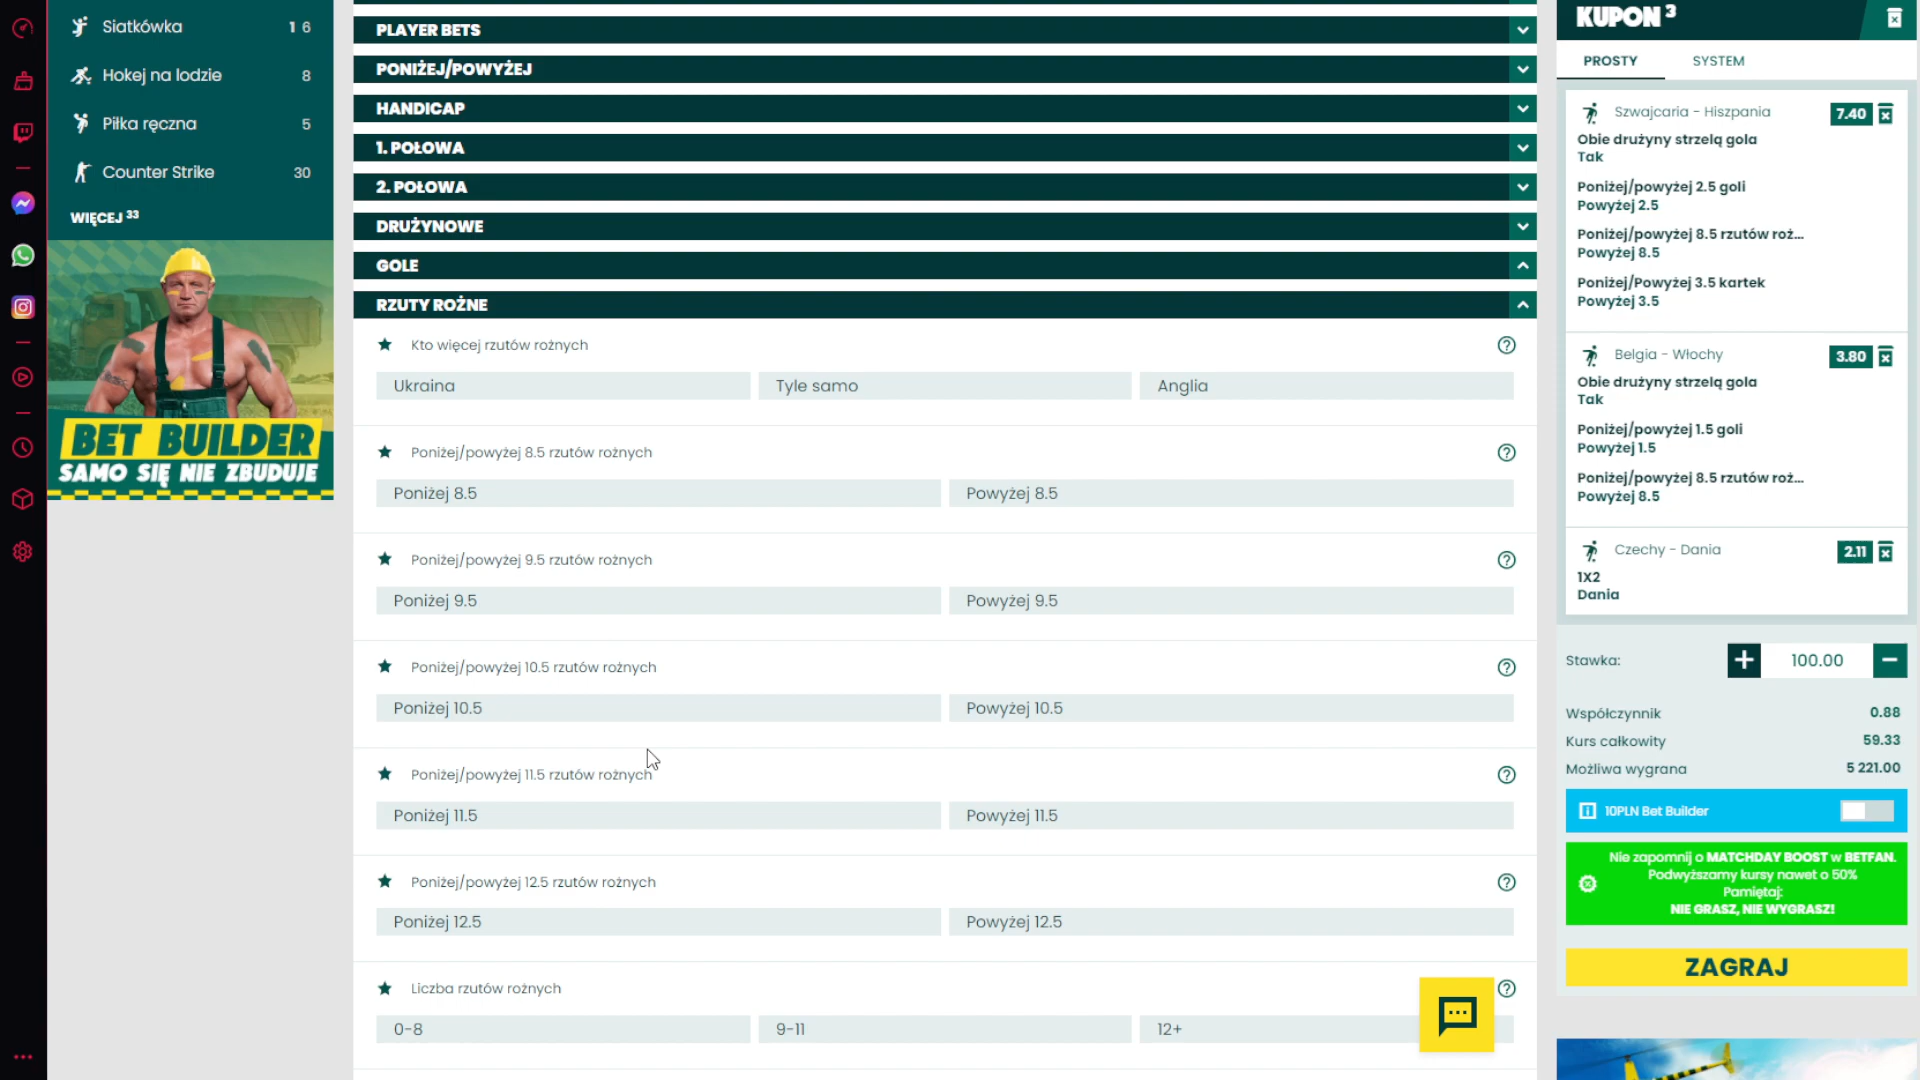 Siatkówka
1 6
Hokej na lodzie
8
Piłka ręczna
5
Counter Strike
30
WIĘCEJ 33
BET BUILDER
SAMO SIĘ NIE ZBUDUJE
PLAYER BETS
PONIŻEJ/POWYŻEJ
HANDICAP
1. POŁOWA
2. POŁOWA
DRUŻYNOWE
GOLE
RZUTY ROŻNE
Kto więcej rzutów rożnych
Ukraina
Tyle samo
Anglia
Poniżej/powyżej 8.5 rzutów rożnych
Poniżej 8.5
Powyżej 8.5
Poniżej/powyżej 9.5 rzutów rożnych
Poniżej 9.5
Powyżej 9.5
Poniżej/powyżej 10.5 rzutów rożnych
Poniżej 10.5
Powyżej 10.5
Poniżej/powyżej 11.5 rzutów rożnych
Poniżej 11.5
Powyżej 11.5
Poniżej/powyżej 12.5 rzutów rożnych
Poniżej 12.5
Powyżej 12.5
Liczba rzutów rożnych
0-8
9-11
12+
KUPON 3
PROSTY
SYSTEM
Szwajcaria - Hiszpania
7.40
Obie drużyny strzelą gola
Tak
Poniżej/powyżej 2.5 goli
Powyżej 2.5
Poniżej/powyżej 8.5 rzutów roż...
Powyżej 8.5
Poniżej/Powyżej 3.5 kartek
Powyżej 3.5
Belgia - Włochy
3.80
Obie drużyny strzelą gola
Tak
Poniżej/powyżej 1.5 goli
Powyżej 1.5
Poniżej/powyżej 8.5 rzutów roż...
Powyżej 8.5
Czechy - Dania
2.11
1X2
Dania
Stawka:
+ 100.00 −
Współczynnik
0.88
Kurs całkowity
59.33
Możliwa wygrana
5 221.00
10PLN Bet Builder
Nie zapomnij o MATCHDAY BOOST w BETFAN.
Podwyższamy kursy nawet o 50%
Pamiętaj:
NIE GRASZ, NIE WYGRASZ!
ZAGRAJ